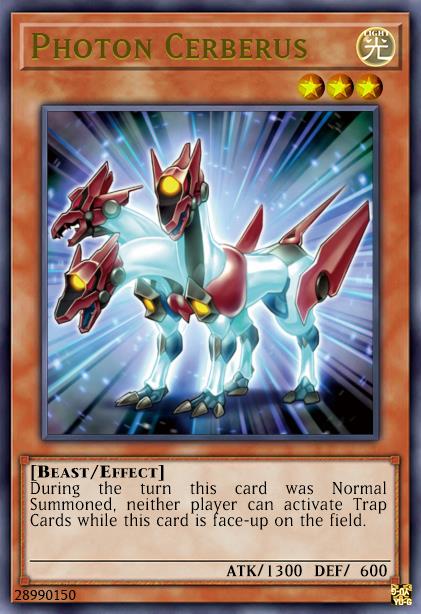 PHOTON CERBERUS
LIGHT
光
[BEAST/EFFECT]
During the turn this card was Normal
Summoned, neither player can activate Trap
Cards while this card is face-up on the field.
ATK/1300 DEF/ 600
28990150